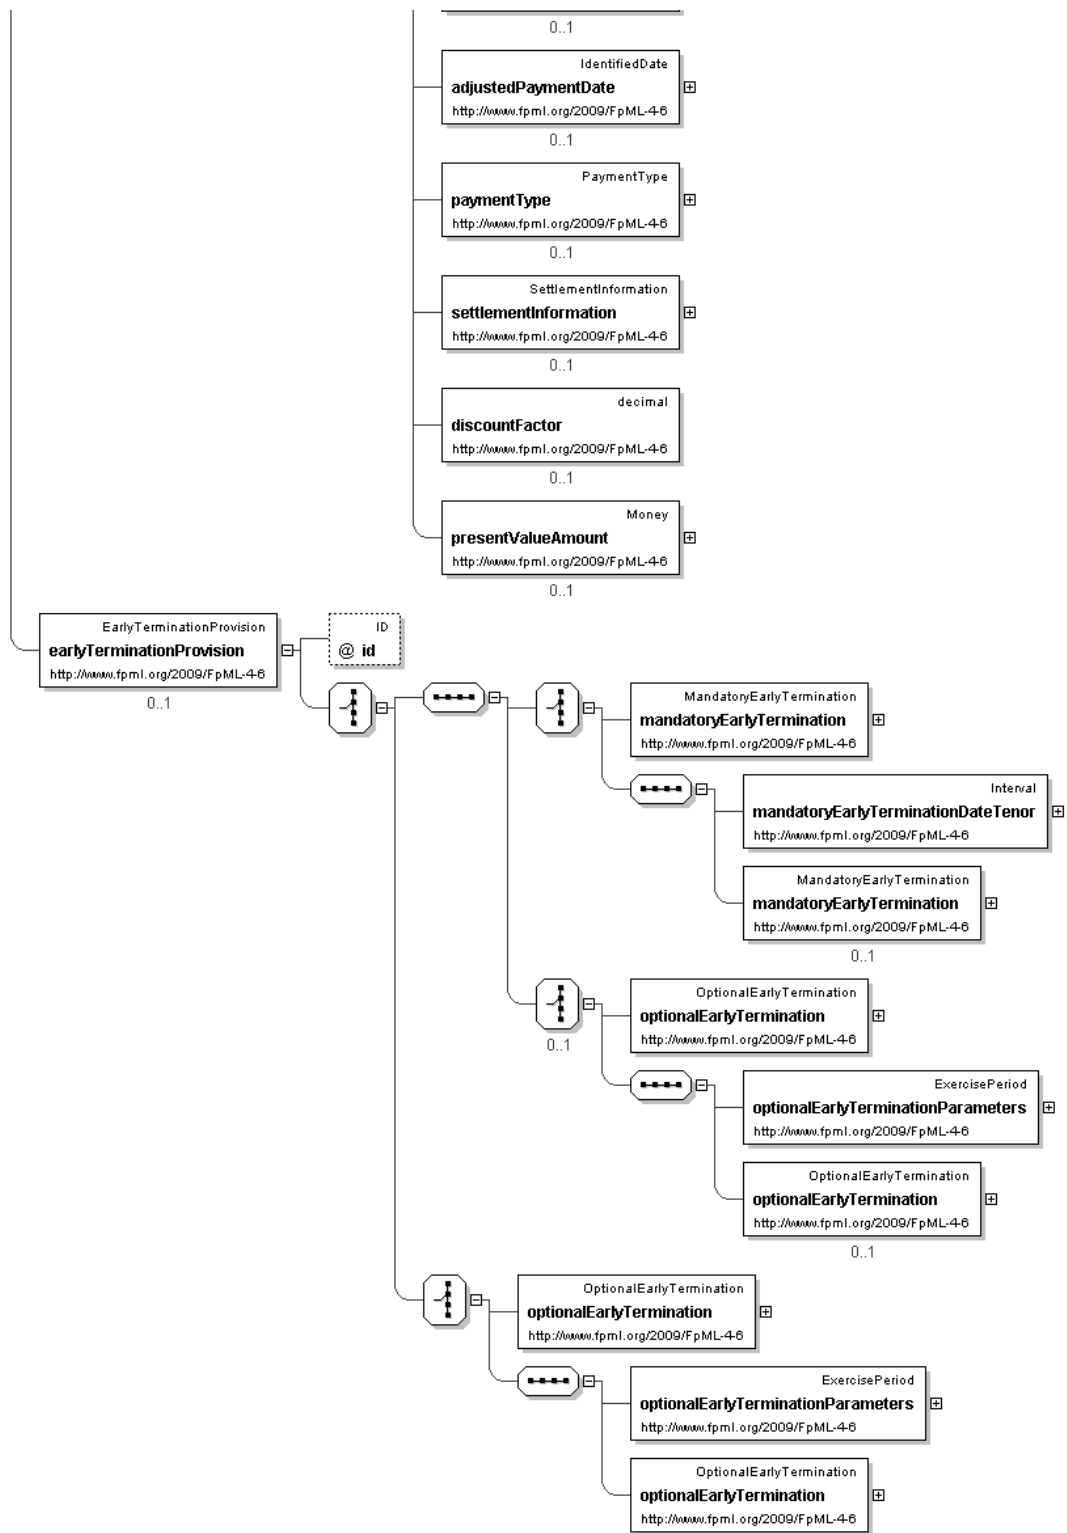 0..1
IdentifiedDate
adjustedPaymentDate
http://www.fpml.org/2009/FpML-4-6
0..1
PaymentType
paymentType
http://www.fpml.org/2009/FpML-4-6
0..1
SettlementInformation
settlementInformation
http://www.fpml.org/2009/FpML-4-6
0..1
decimal
discountFactor
http://www.fpml.org/2009/FpML-4-6
0..1
Money
presentValueAmount
http://www.fpml.org/2009/FpML-4-6
0..1
EarlyTerminationProvision
earlyTerminationProvision
http://www.fpml.org/2009/FpML-4-6
0..1
ID
@ id
MandatoryEarlyTermination
mandatoryEarlyTermination
http://www.fpml.org/2009/FpML-4-6
Interval
mandatoryEarlyTerminationDateTenor
http://www.fpml.org/2009/FpML-4-6
MandatoryEarlyTermination
mandatoryEarlyTermination
http://www.fpml.org/2009/FpML-4-6
0..1
0..1
OptionalEarlyTermination
optionalEarlyTermination
http://www.fpml.org/2009/FpML-4-6
ExercisePeriod
optionalEarlyTerminationParameters
http://www.fpml.org/2009/FpML-4-6
OptionalEarlyTermination
optionalEarlyTermination
http://www.fpml.org/2009/FpML-4-6
0..1
OptionalEarlyTermination
optionalEarlyTermination
http://www.fpml.org/2009/FpML-4-6
ExercisePeriod
optionalEarlyTerminationParameters
http://www.fpml.org/2009/FpML-4-6
OptionalEarlyTermination
optionalEarlyTermination
http://www.fpml.org/2009/FpML-4-6